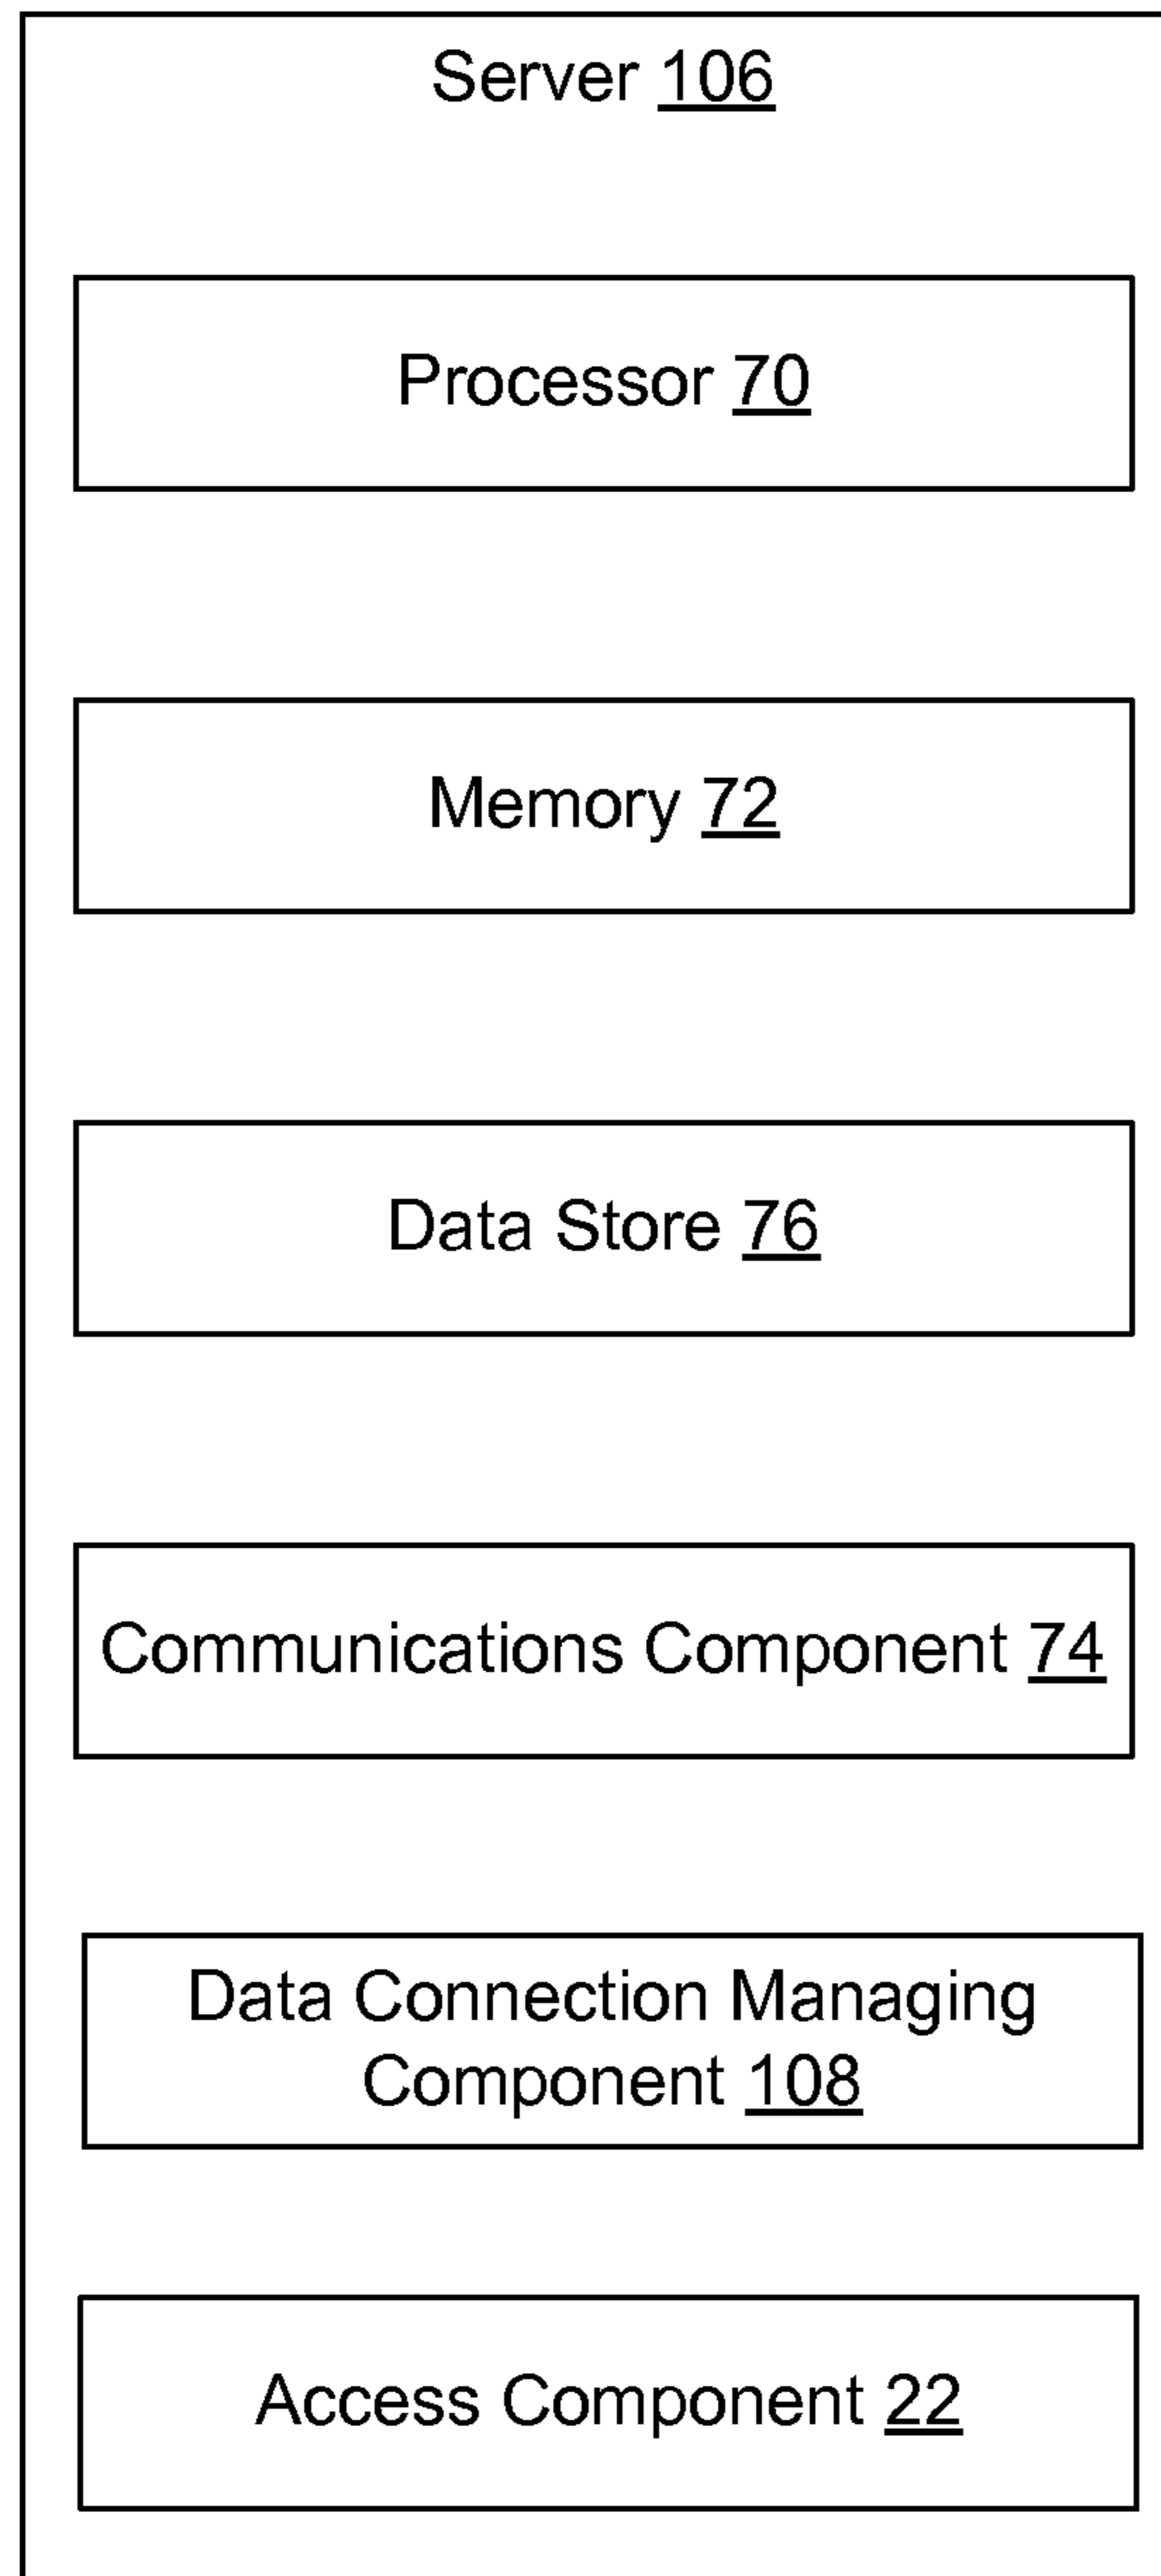 Server 106
Processor 70
Memory 72
Data Store 76
Communications Component 74
Data Connection Managing
Component 108
Access Component 22